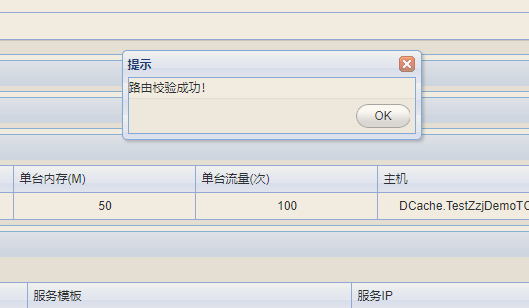 提示
路由校验成功！
OK
单台内存(M) 单台流量(次) 主机
50 100 DCache.TestZzjDemoTC
服务模板 服务IP